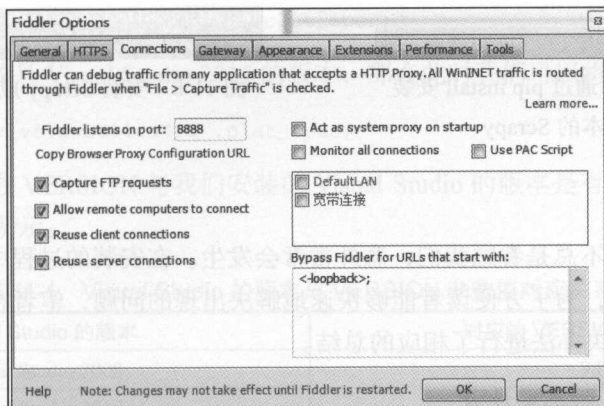 Fiddler Options
General HTTPS Connections Gateway Appearance Extensions Performance Tools
Fiddler can debug traffic from any application that accepts a HTTP Proxy. All WinINET traffic is routed
through Fiddler when "File > Capture Traffic" is checked.
Learn more...
Fiddler listens on port: 8888
Copy Browser Proxy Configuration URL
Capture FTP requests
Allow remote computers to connect
Reuse client connections
Reuse server connections
Act as system proxy on startup
Monitor all connections Use PAC Script
DefaultLAN
宽带连接
Bypass Fiddler for URLs that start with:
<-loopback>;
Help Note: Changes may not take effect until Fiddler is restarted. OK Cancel